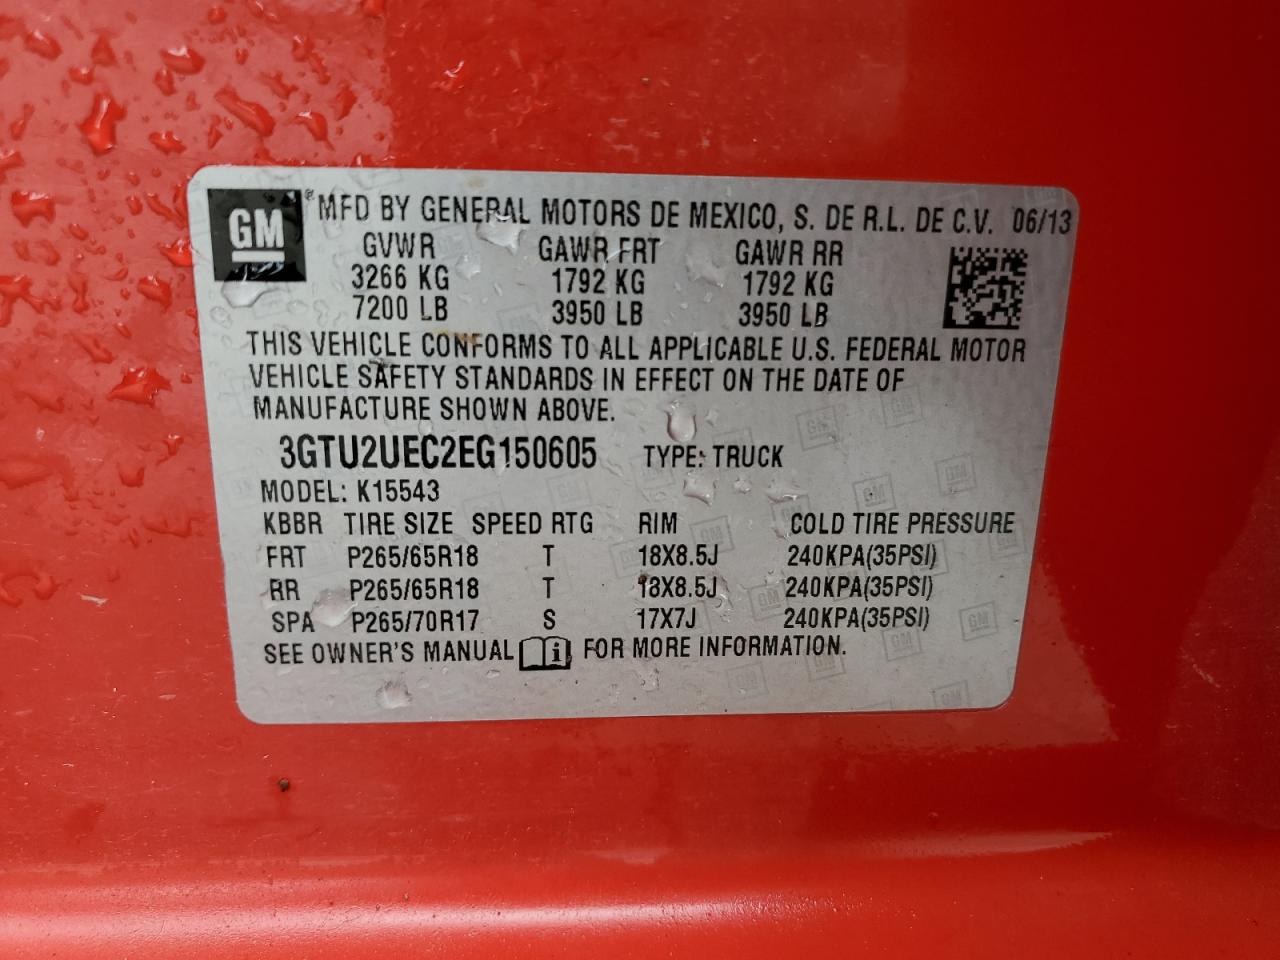 GM ® MFD BY GENERAL MOTORS DE MEXICO, S. DE R.L. DE C.V. 06/13
GVWR GAWR FRT GAWR RR
3266 KG 1792 KG 1792 KG
7200 LB 3950 LB 3950 LB
THIS VEHICLE CONFORMS TO ALL APPLICABLE U.S. FEDERAL MOTOR
VEHICLE SAFETY STANDARDS IN EFFECT ON THE DATE OF
MANUFACTURE SHOWN ABOVE.
3GTU2UEC2EG150605 TYPE: TRUCK
MODEL: K15543
KBBR TIRE SIZE SPEED RTG RIM COLD TIRE PRESSURE
FRT P265/65R18 T 18X8.5J 240KPA(35PSI)
RR P265/65R18 T 18X8.5J 240KPA(35PSI)
SPA P265/70R17 S 17X7J 240KPA(35PSI)
SEE OWNER'S MANUAL i FOR MORE INFORMATION.